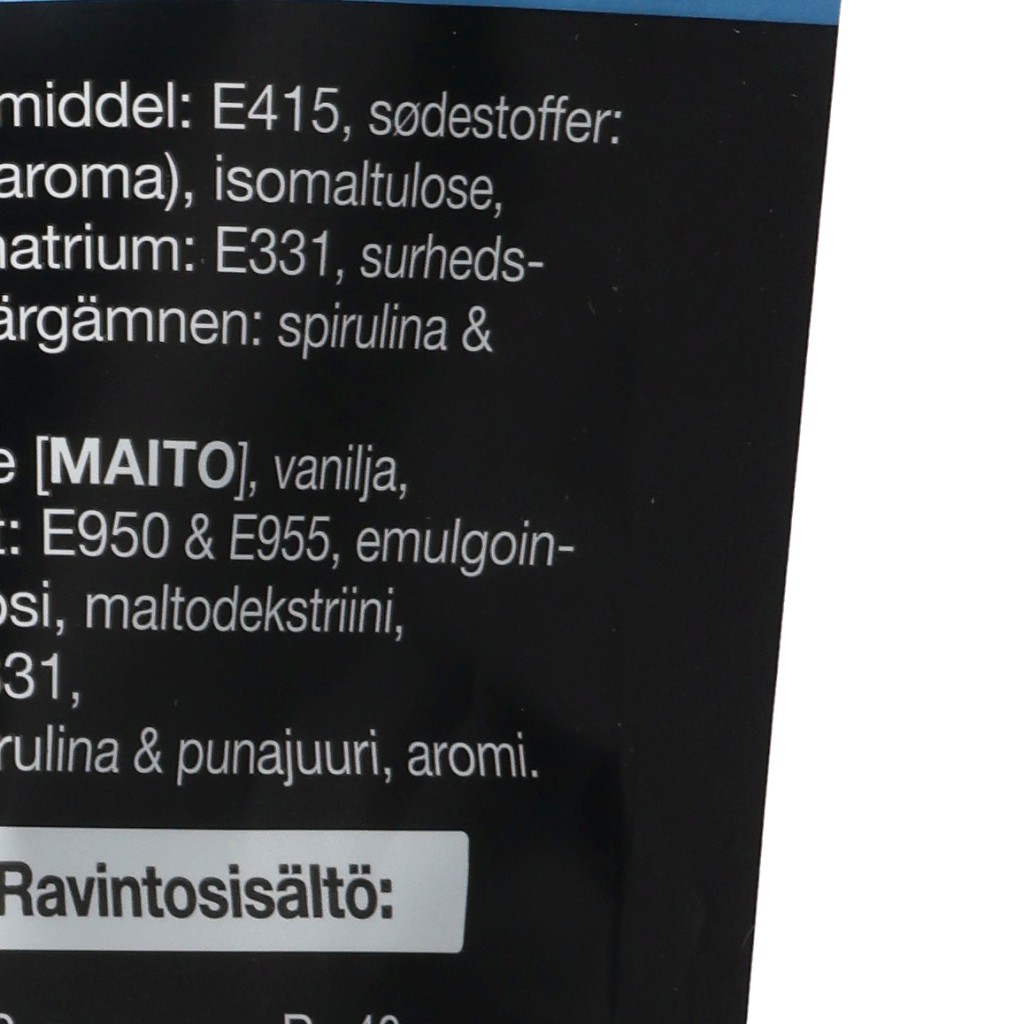 middel: E415, sødestoffer:
aroma), isomaltulose,
natrium: E331, surheds-
ärgämnen: spirulina &
e [MAITO], vanilja,
t: E950 & E955, emulgoin-
osi, maltodekstriini,
331,
rulina & punajuuri, aromi.
Ravintosisältö: